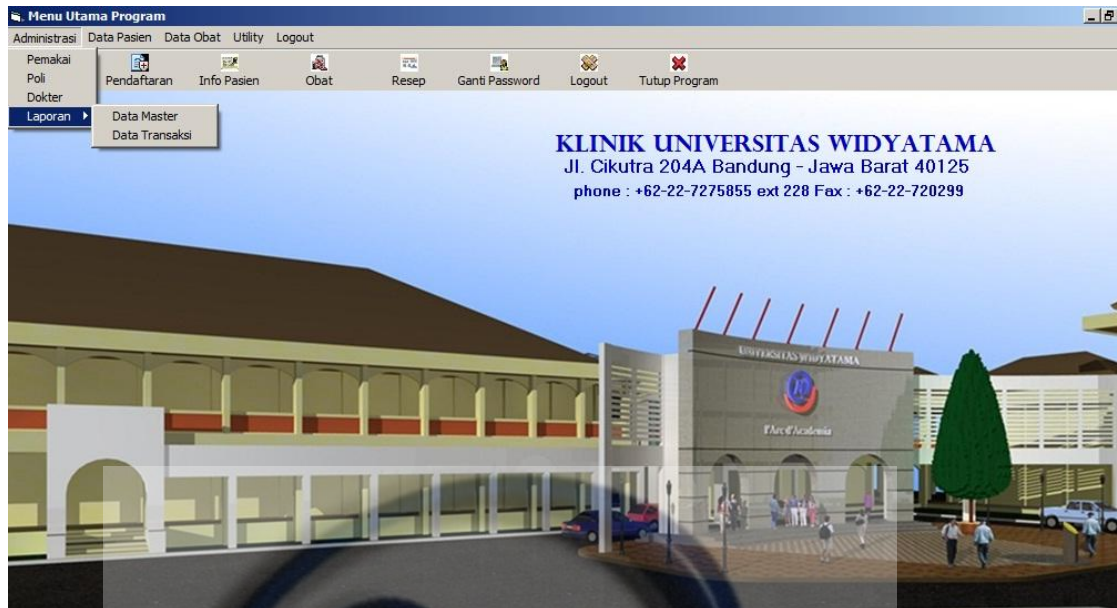 Menu Utama Program
Administrasi Data Pasien Data Obat Utility Logout
Pemakai
Poli
Dokter
Laporan
Data Master
Data Transaksi
Pendaftaran Info Pasien Obat Resep Ganti Password Logout Tutup Program
KLINIK UNIVERSITAS WIDYATAMA
Jl. Cikutra 204A Bandung - Jawa Barat 40125
phone : +62-22-7275855 ext 228 Fax : +62-22-720299
UNIVERSITAS WIDYATAMA
l'Arc d'Academia